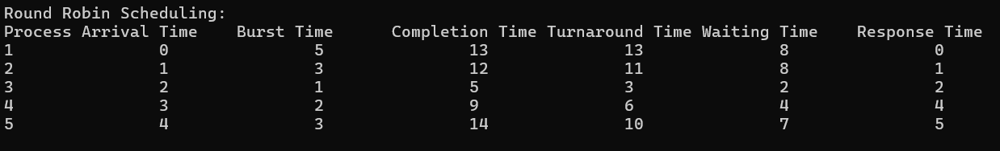 Round Robin Scheduling:
Process Arrival Time    Burst Time      Completion Time Turnaround Time Waiting Time    Response Time
1               0               5               13              13              8               0
2               1               3               12              11              8               1
3               2               1               5               3               2               2
4               3               2               9               6               4               4
5               4               3               14              10              7               5